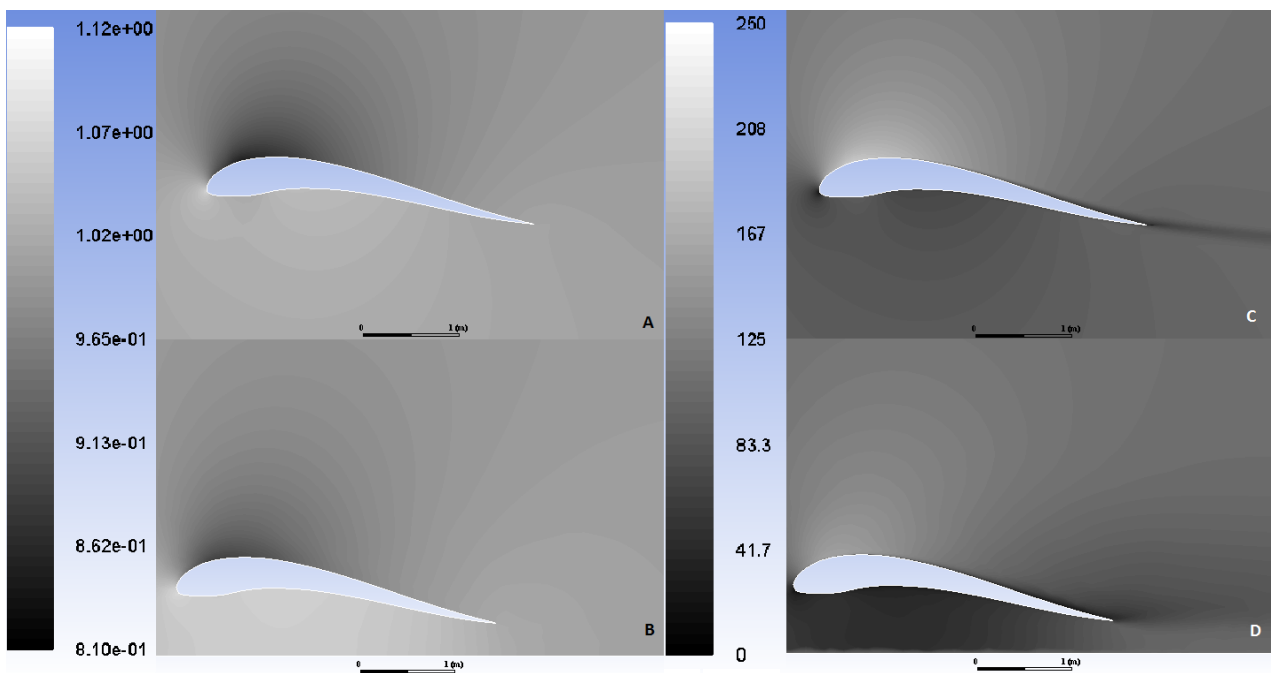 1.12e+00
1.07e+00
1.02e+00
9.65e-01
9.13e-01
8.62e-01
8.10e-01
0 1 (m)
A
0 1 (m)
B
250
208
167
125
83.3
41.7
0
0 1 (m)
C
0 1 (m)
D